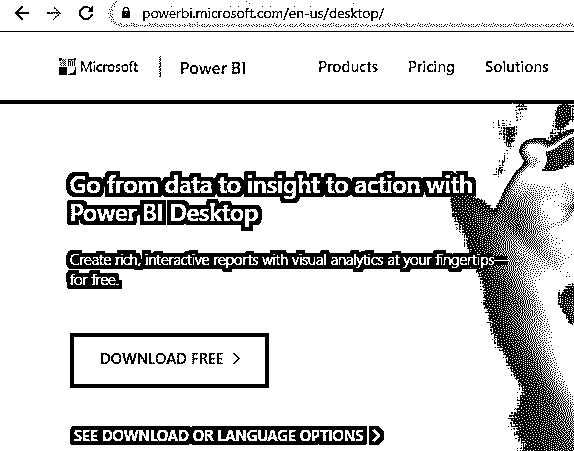 powerbi.microsoft.com/en-us/desktop/
Microsoft | Power BI Products Pricing Solutions
Go from data to insight to action with
Power BI Desktop
Create rich, interactive reports with visual analytics at your fingertips—
for free.
DOWNLOAD FREE >
SEE DOWNLOAD OR LANGUAGE OPTIONS >